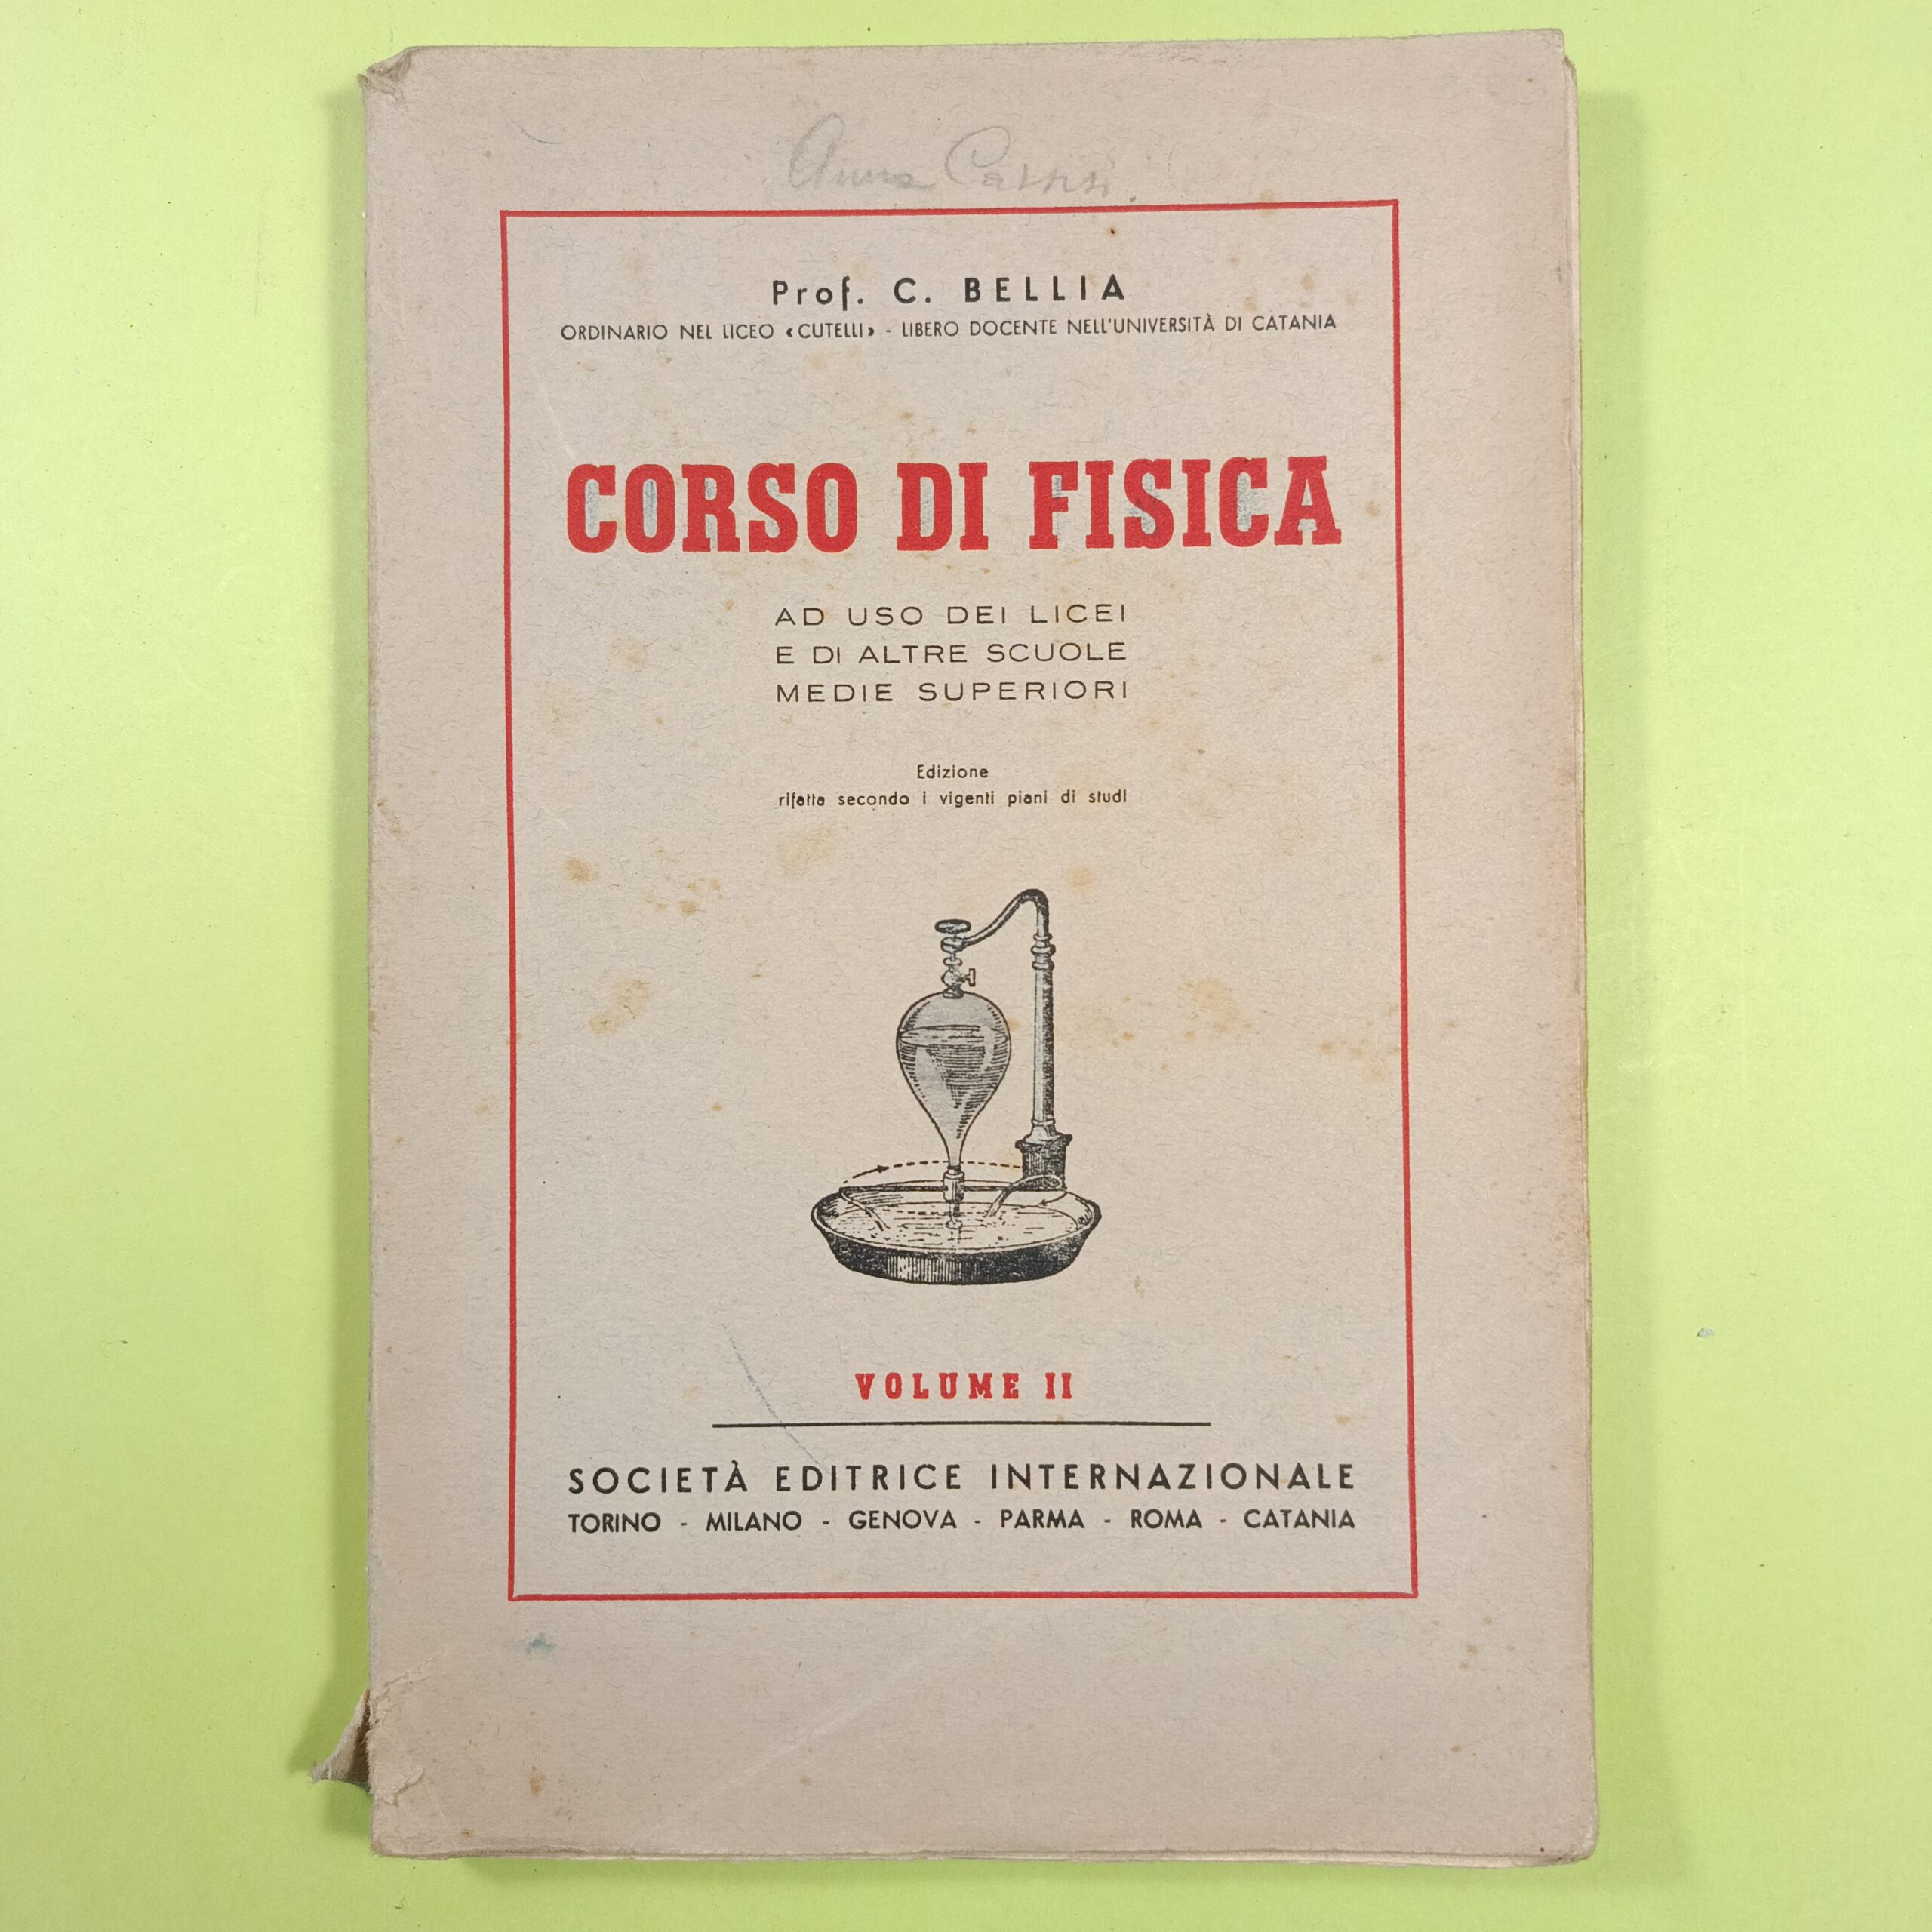 Anna
Prof. C. BELLIA
ORDINARIO NEL LICEO «CUTELLI» - LIBERO DOCENTE NELL'UNIVERSITÀ DI CATANIA
CORSO DI FISICA
AD USO DEI LICEI
E DI ALTRE SCUOLE
MEDIE SUPERIORI
Edizione
rifatta secondo i vigenti piani di studi
VOLUME II
SOCIETÀ EDITRICE INTERNAZIONALE
TORINO - MILANO - GENOVA - PARMA - ROMA - CATANIA